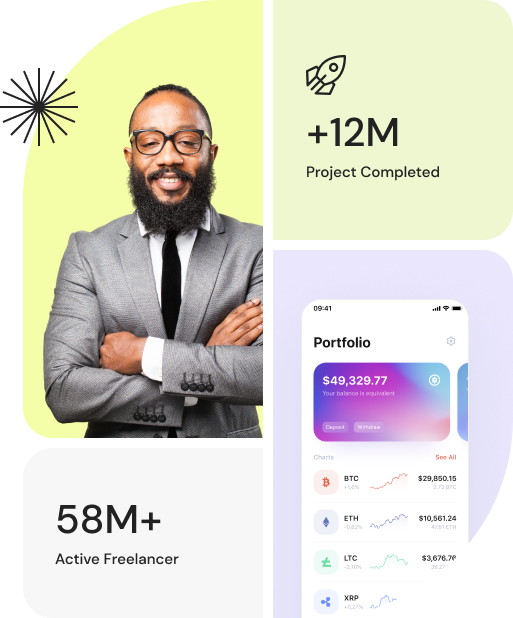 +12M
Project Completed
09:41
Portfolio
$49,329.77
Your balance is equivalent
Deposit
Withdraw
Charts
See All
BTC
$29,850.15
+1,6%
2.73 BTC
ETH
$10,561.24
-0,82%
47.61 ETH
LTC
$3,676.76
-2,10%
39.27
XRP
+0,27%
58M+
Active Freelancer